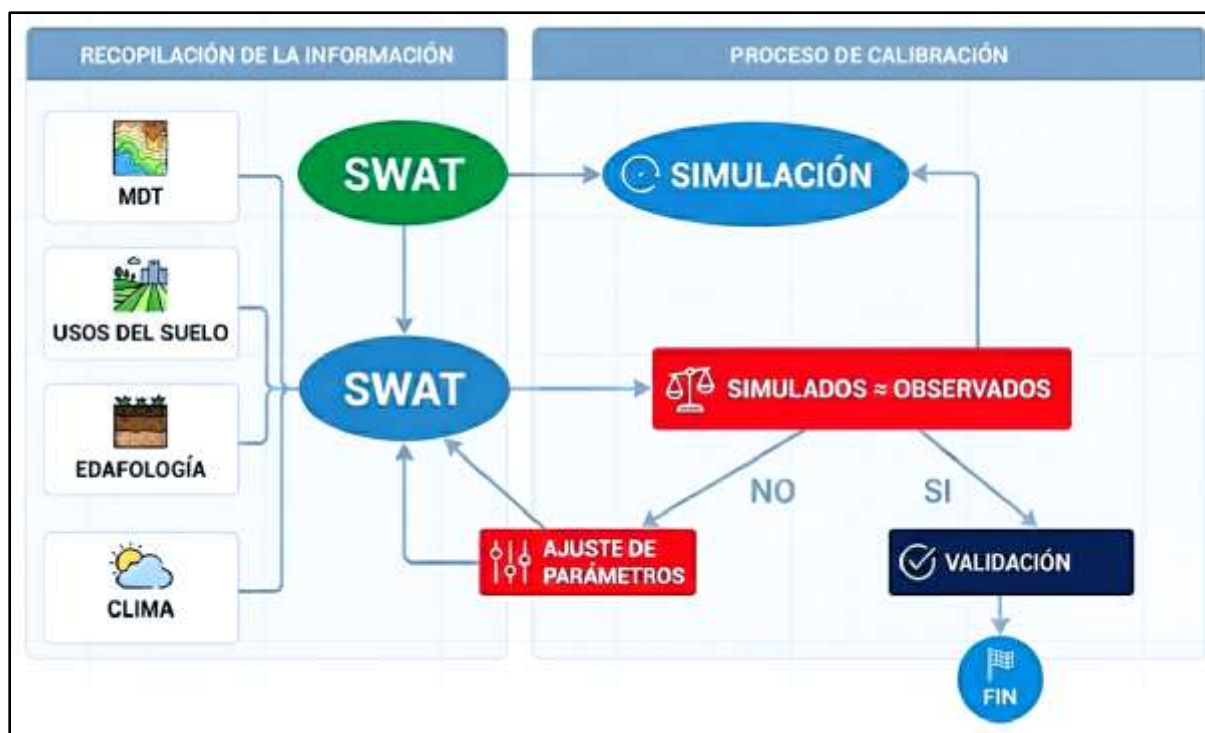 RECOPILACIÓN DE LA INFORMACIÓN
PROCESO DE CALIBRACIÓN
MDT
USOS DEL SUELO
EDAFOLOGÍA
CLIMA
SWAT
SWAT
SIMULACIÓN
SIMULADOS ≈ OBSERVADOS
NO
SI
AJUSTE DE
PARÁMETROS
VALIDACIÓN
FIN